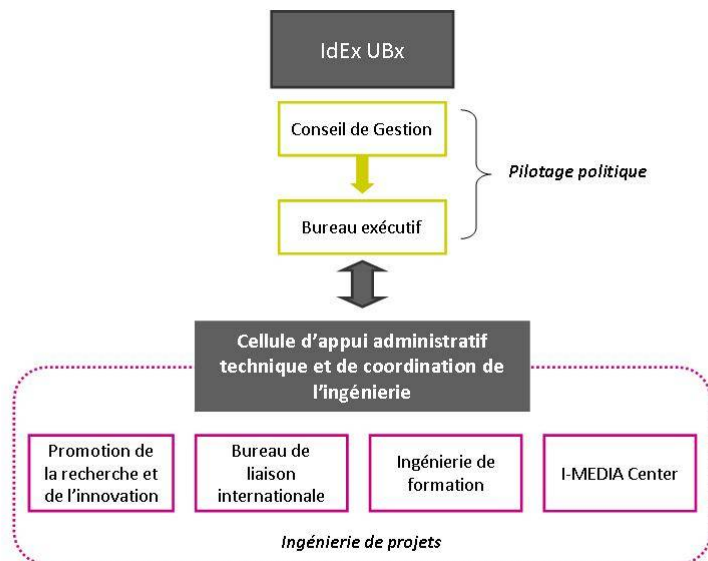 IdEx UBx
Conseil de Gestion
Pilotage politique
Bureau exécutif
Cellule d'appui administratif
technique et de coordination de
l'ingénierie
Promotion de
la recherche et
de l'innovation
Bureau de
liaison
internationale
Ingénierie de
formation
I-MEDIA Center
Ingénierie de projets